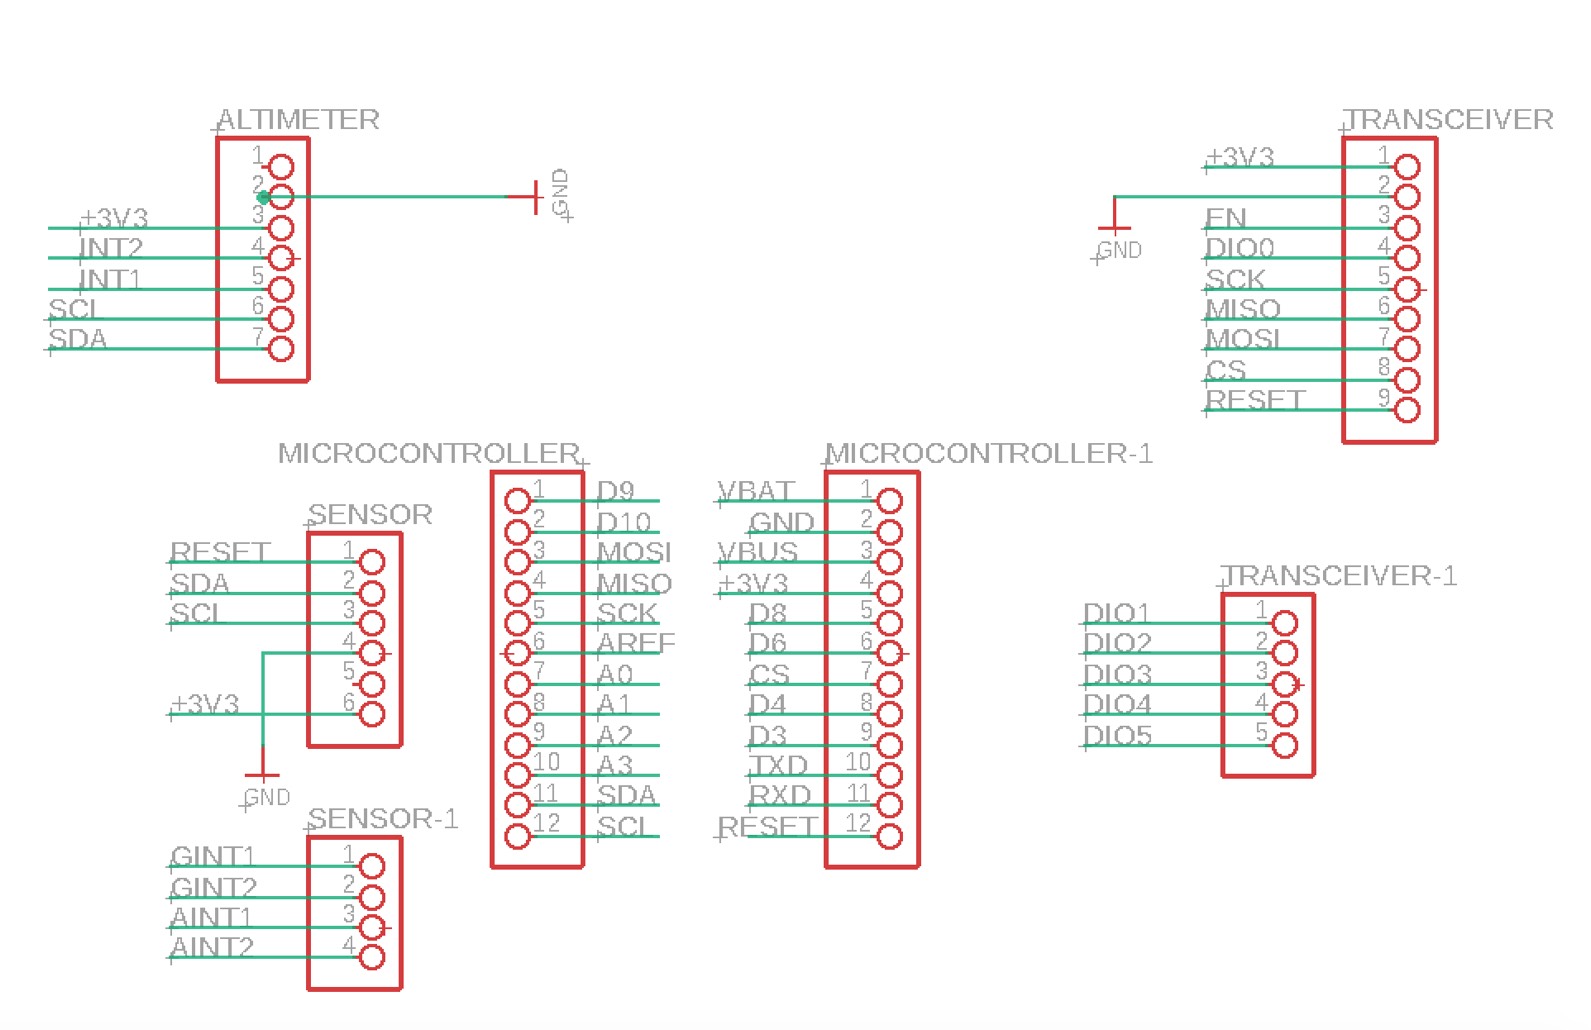 ALTIMETER
1
2
GND
+3V3 3
INT2 4
INT1 5
SCL 6
SDA 7
TRANSCEIVER
+3V3 1
2
GND
EN 3
DIO0 4
SCK 5
MISO 6
MOSI 7
CS 8
RESET 9
MICROCONTROLLER
1 D9
2 D10
3 MOSI
4 MISO
5 SCK
6 AREF
7 A0
8 A1
9 A2
10 A3
11 SDA
12 SCL
MICROCONTROLLER-1
VBAT 1
GND 2
VBUS 3
+3V3 4
D8 5
D6 6
CS 7
D4 8
D3 9
TXD 10
RXD 11
RESET 12
SENSOR
RESET 1
SDA 2
SCL 3
4
5
+3V3 6
GND
TRANSCEIVER-1
DIO1 1
DIO2 2
DIO3 3
DIO4 4
DIO5 5
SENSOR-1
GINT1 1
GINT2 2
AINT1 3
AINT2 4